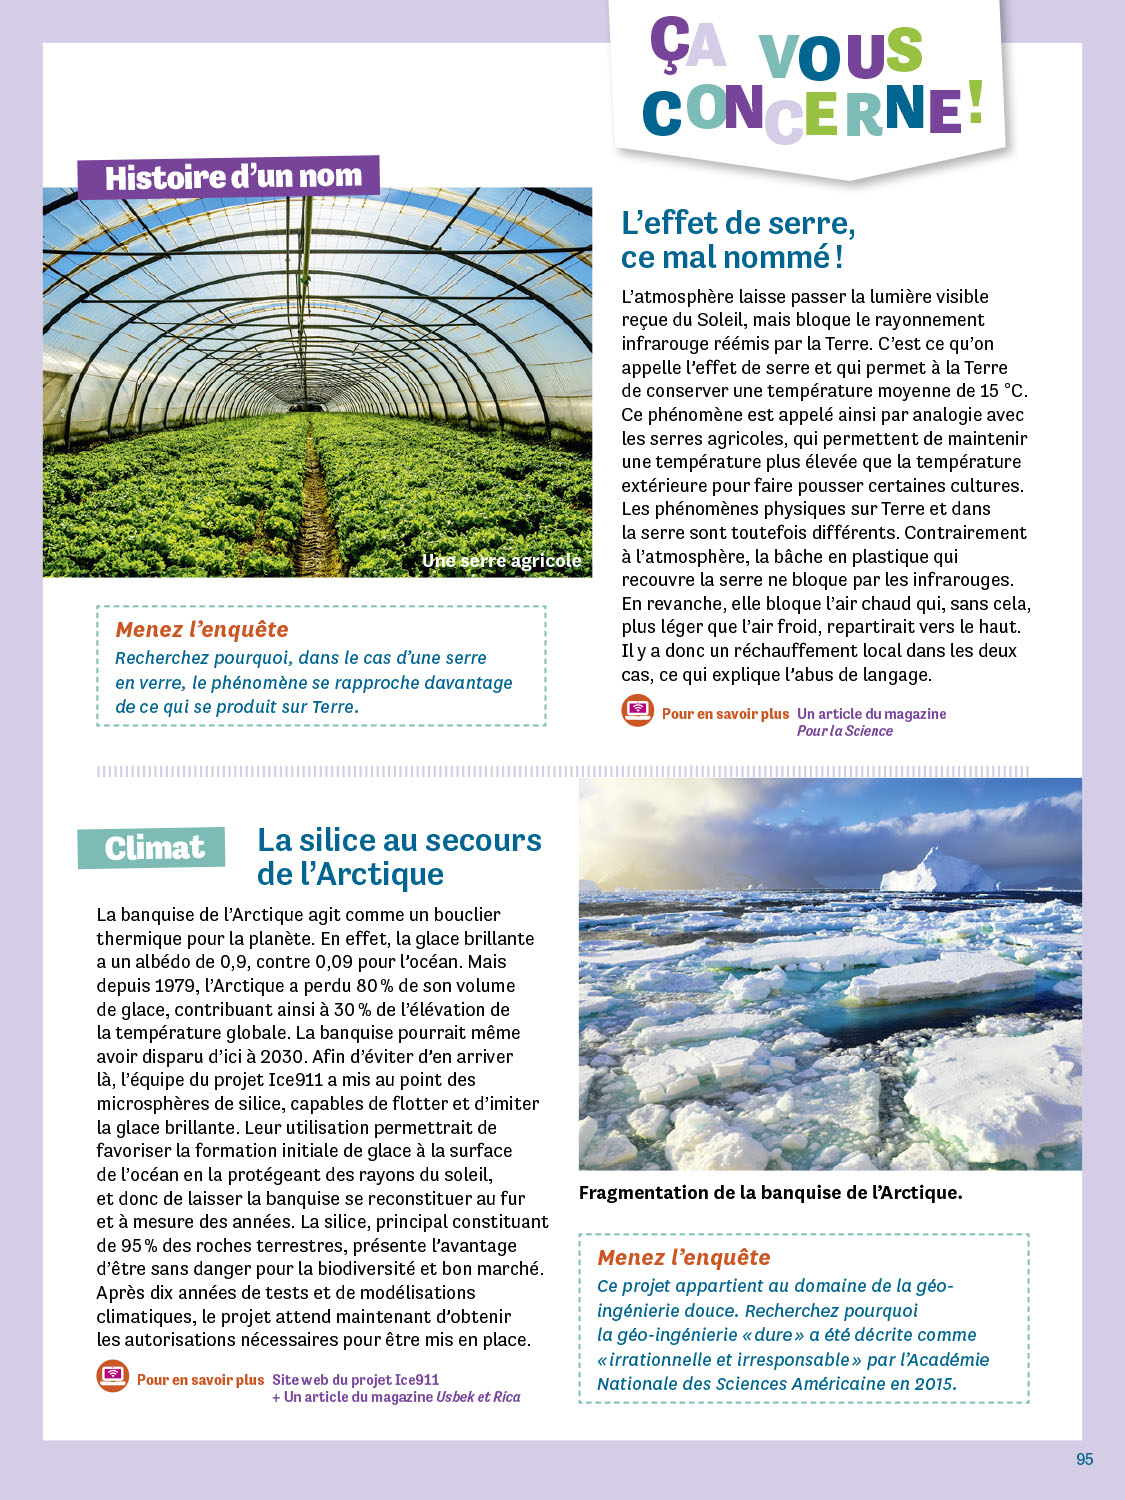 ÇA VOUS
CONCERNE!
Histoire d'un nom
Une serre agricole
L'effet de serre,
ce mal nommé !
L'atmosphère laisse passer la lumière visible
reçue du Soleil, mais bloque le rayonnement
infrarouge réémis par la Terre. C'est ce qu'on
appelle l'effet de serre et qui permet à la Terre
de conserver une température moyenne de 15 °C.
Ce phénomène est appelé ainsi par analogie avec
les serres agricoles, qui permettent de maintenir
une température plus élevée que la température
extérieure pour faire pousser certaines cultures.
Les phénomènes physiques sur Terre et dans
la serre sont toutefois différents. Contrairement
à l'atmosphère, la bâche en plastique qui
recouvre la serre ne bloque par les infrarouges.
En revanche, elle bloque l'air chaud qui, sans cela,
plus léger que l'air froid, repartirait vers le haut.
Il y a donc un réchauffement local dans les deux
cas, ce qui explique l'abus de langage.
Pour en savoir plus Un article du magazine
Pour la Science
Menez l'enquête
Recherchez pourquoi, dans le cas d'une serre
en verre, le phénomène se rapproche davantage
de ce qui se produit sur Terre.
Climat
La silice au secours
de l'Arctique
La banquise de l'Arctique agit comme un bouclier
thermique pour la planète. En effet, la glace brillante
a un albédo de 0,9, contre 0,09 pour l'océan. Mais
depuis 1979, l'Arctique a perdu 80 % de son volume
de glace, contribuant ainsi à 30 % de l'élévation de
la température globale. La banquise pourrait même
avoir disparu d'ici à 2030. Afin d'éviter d'en arriver
là, l'équipe du projet Ice911 a mis au point des
microsphères de silice, capables de flotter et d'imiter
la glace brillante. Leur utilisation permettrait de
favoriser la formation initiale de glace à la surface
de l'océan en la protégeant des rayons du soleil,
et donc de laisser la banquise se reconstituer au fur
et à mesure des années. La silice, principal constituant
de 95 % des roches terrestres, présente l'avantage
d'être sans danger pour la biodiversité et bon marché.
Après dix années de tests et de modélisations
climatiques, le projet attend maintenant d'obtenir
les autorisations nécessaires pour être mis en place.
Pour en savoir plus Site web du projet Ice911
+ Un article du magazine Usbek et Rica
Fragmentation de la banquise de l'Arctique.
Menez l'enquête
Ce projet appartient au domaine de la géo-
ingénierie douce. Recherchez pourquoi
la géo-ingénierie « dure » a été décrite comme
« irrationnelle et irresponsable » par l'Académie
Nationale des Sciences Américaine en 2015.
95